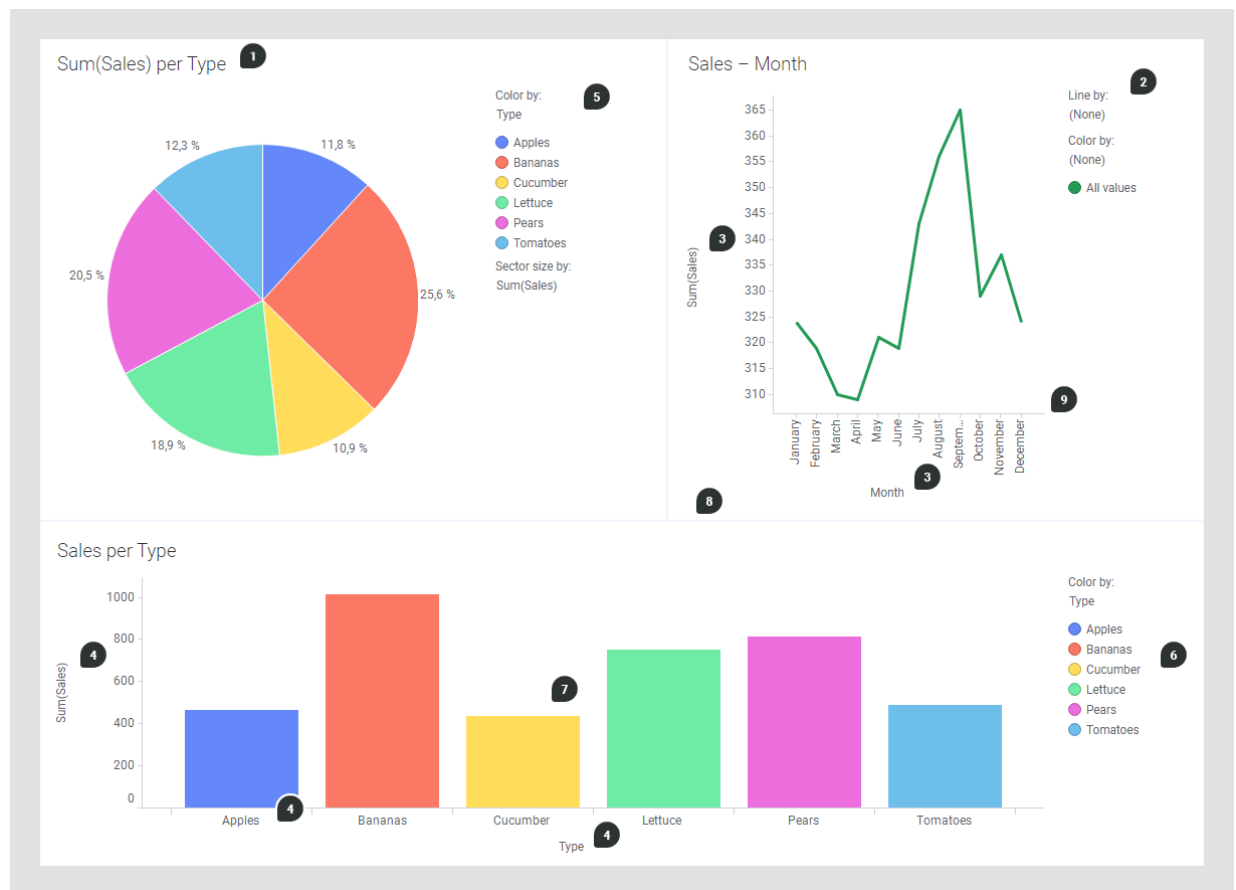 Sum(Sales) per Type
1
Color by:
5
Type
Apples
Bananas
Cucumber
Lettuce
Pears
Tomatoes
Sector size by:
Sum(Sales)
12,3 %
11,8 %
20,5 %
25,6 %
18,9 %
10,9 %
Sales – Month
2
Line by:
(None)
Color by:
(None)
All values
365
360
355
350
345
340
335
330
325
320
315
310
3
Sum(Sales)
9
January
February
March
April
May
June
July
August
Septem...
October
November
December
3
Month
8
Sales per Type
1000
800
600
400
200
0
4
Sum(Sales)
7
Apples
4
Bananas
Cucumber
Lettuce
Pears
Tomatoes
Type
4
Color by:
Type
Apples
Bananas
Cucumber
Lettuce
Pears
Tomatoes
6